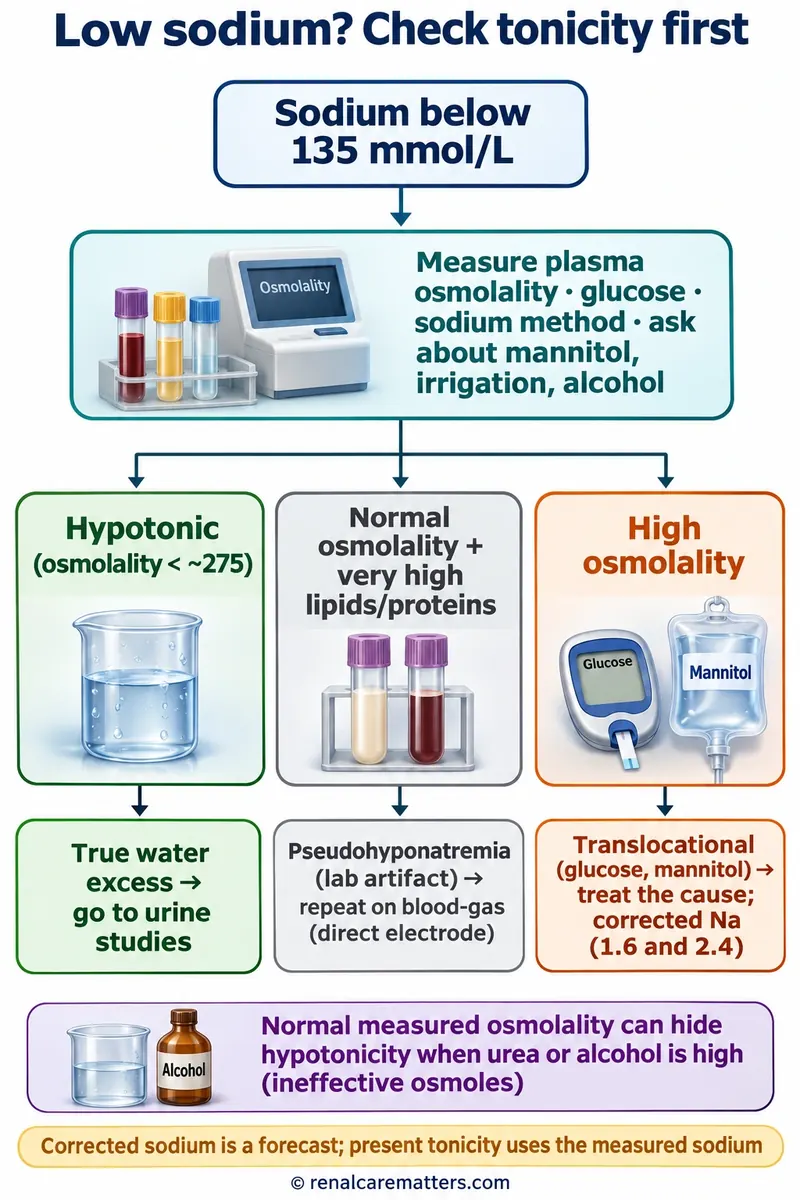 Low sodium? Check tonicity first
Sodium below
135 mmol/L
Osmolality
Measure plasma
osmolality · glucose ·
sodium method · ask
about mannitol,
irrigation, alcohol
Hypotonic
(osmolality < ~275)
Normal
osmolality +
very high
lipids/proteins
High
osmolality
Glucose
Mannitol
True water
excess →
go to urine
studies
Pseudohyponatremia
(lab artifact) →
repeat on blood-gas
(direct electrode)
Translocational
(glucose, mannitol) →
treat the cause;
corrected Na
(1.6 and 2.4)
Alcohol
Normal measured osmolality can hide
hypotonicity when urea or alcohol is high
(ineffective osmoles)
Corrected sodium is a forecast; present tonicity uses the measured sodium
© renalcarematters.com